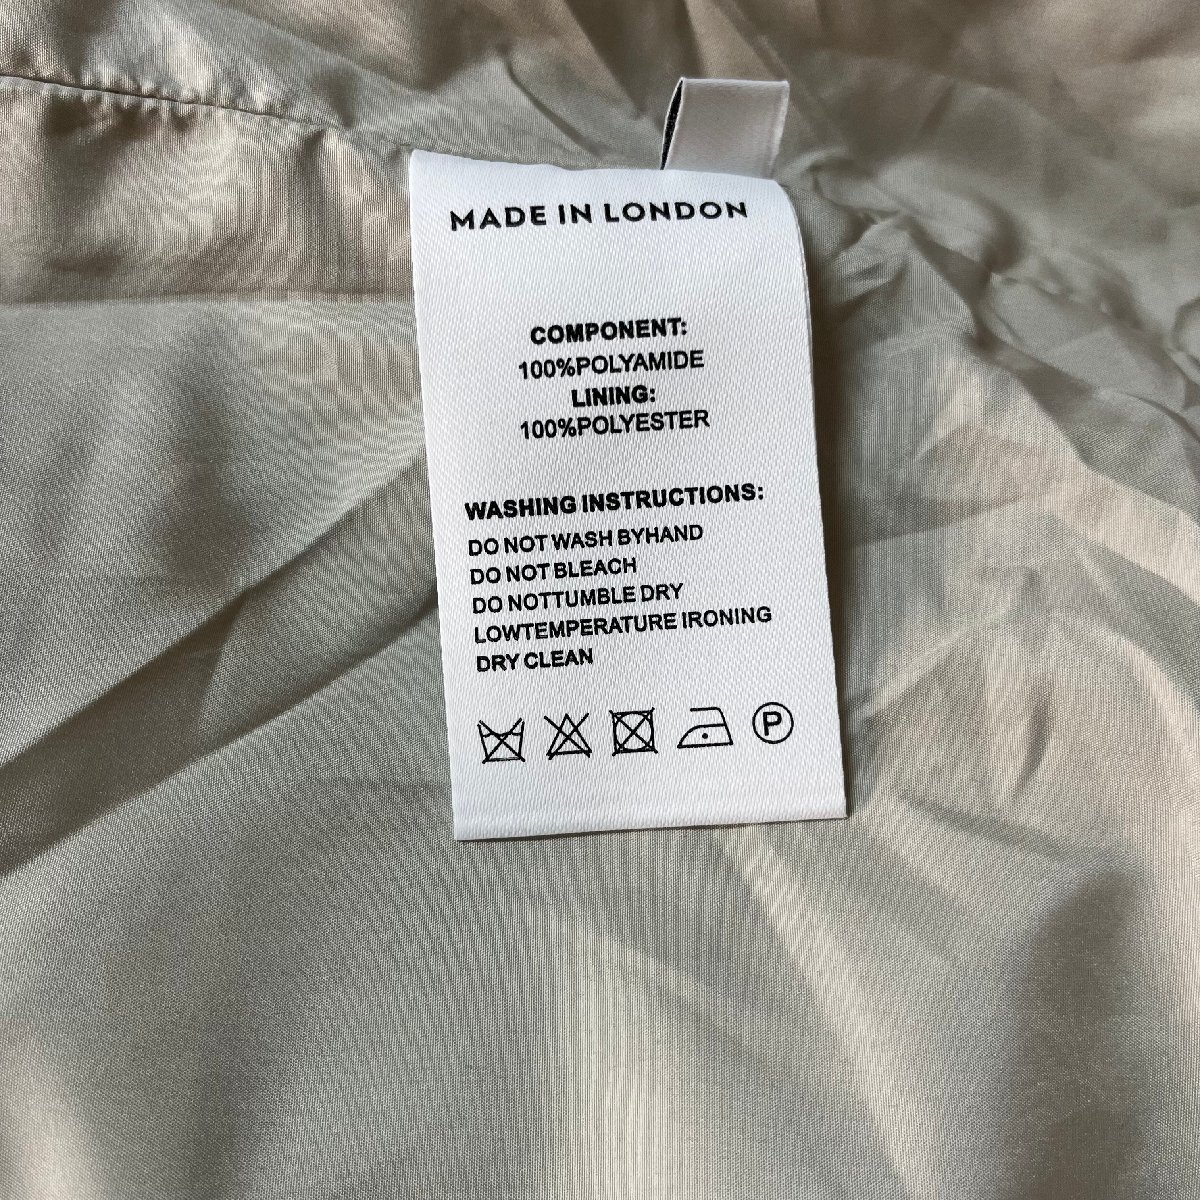 MADE IN LONDON
COMPONENT:
100%POLYAMIDE
LINING:
100%POLYESTER
WASHING INSTRUCTIONS:
DO NOT WASH BYHAND
DO NOT BLEACH
DO NOTTUMBLE DRY
LOWTEMPERATURE IRONING
DRY CLEAN
P